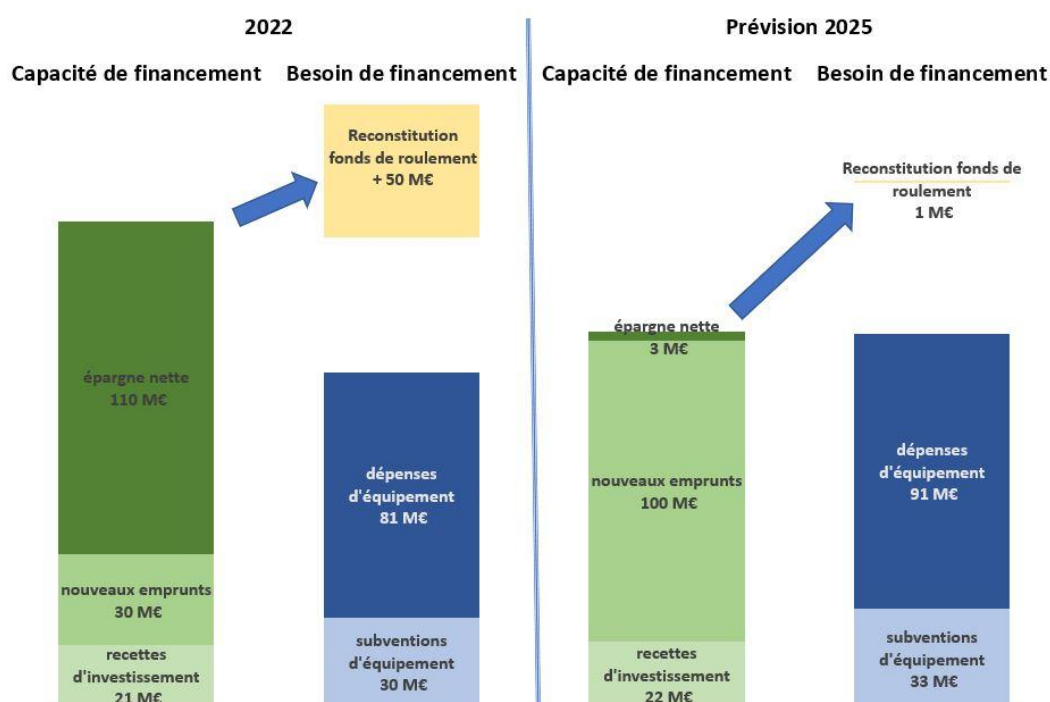 2022
Capacité de financement
Besoin de financement
Reconstitution
fonds de roulement
+ 50 M€
épargne nette
110 M€
dépenses
d'équipement
81 M€
nouveaux emprunts
30 M€
recettes
d'investissement
21 M€
subventions
d'équipement
30 M€
Prévision 2025
Capacité de financement
Besoin de financement
Reconstitution fonds de
roulement
1 M€
épargne nette
3 M€
nouveaux emprunts
100 M€
dépenses
d'équipement
91 M€
recettes
d'investissement
22 M€
subventions
d'équipement
33 M€